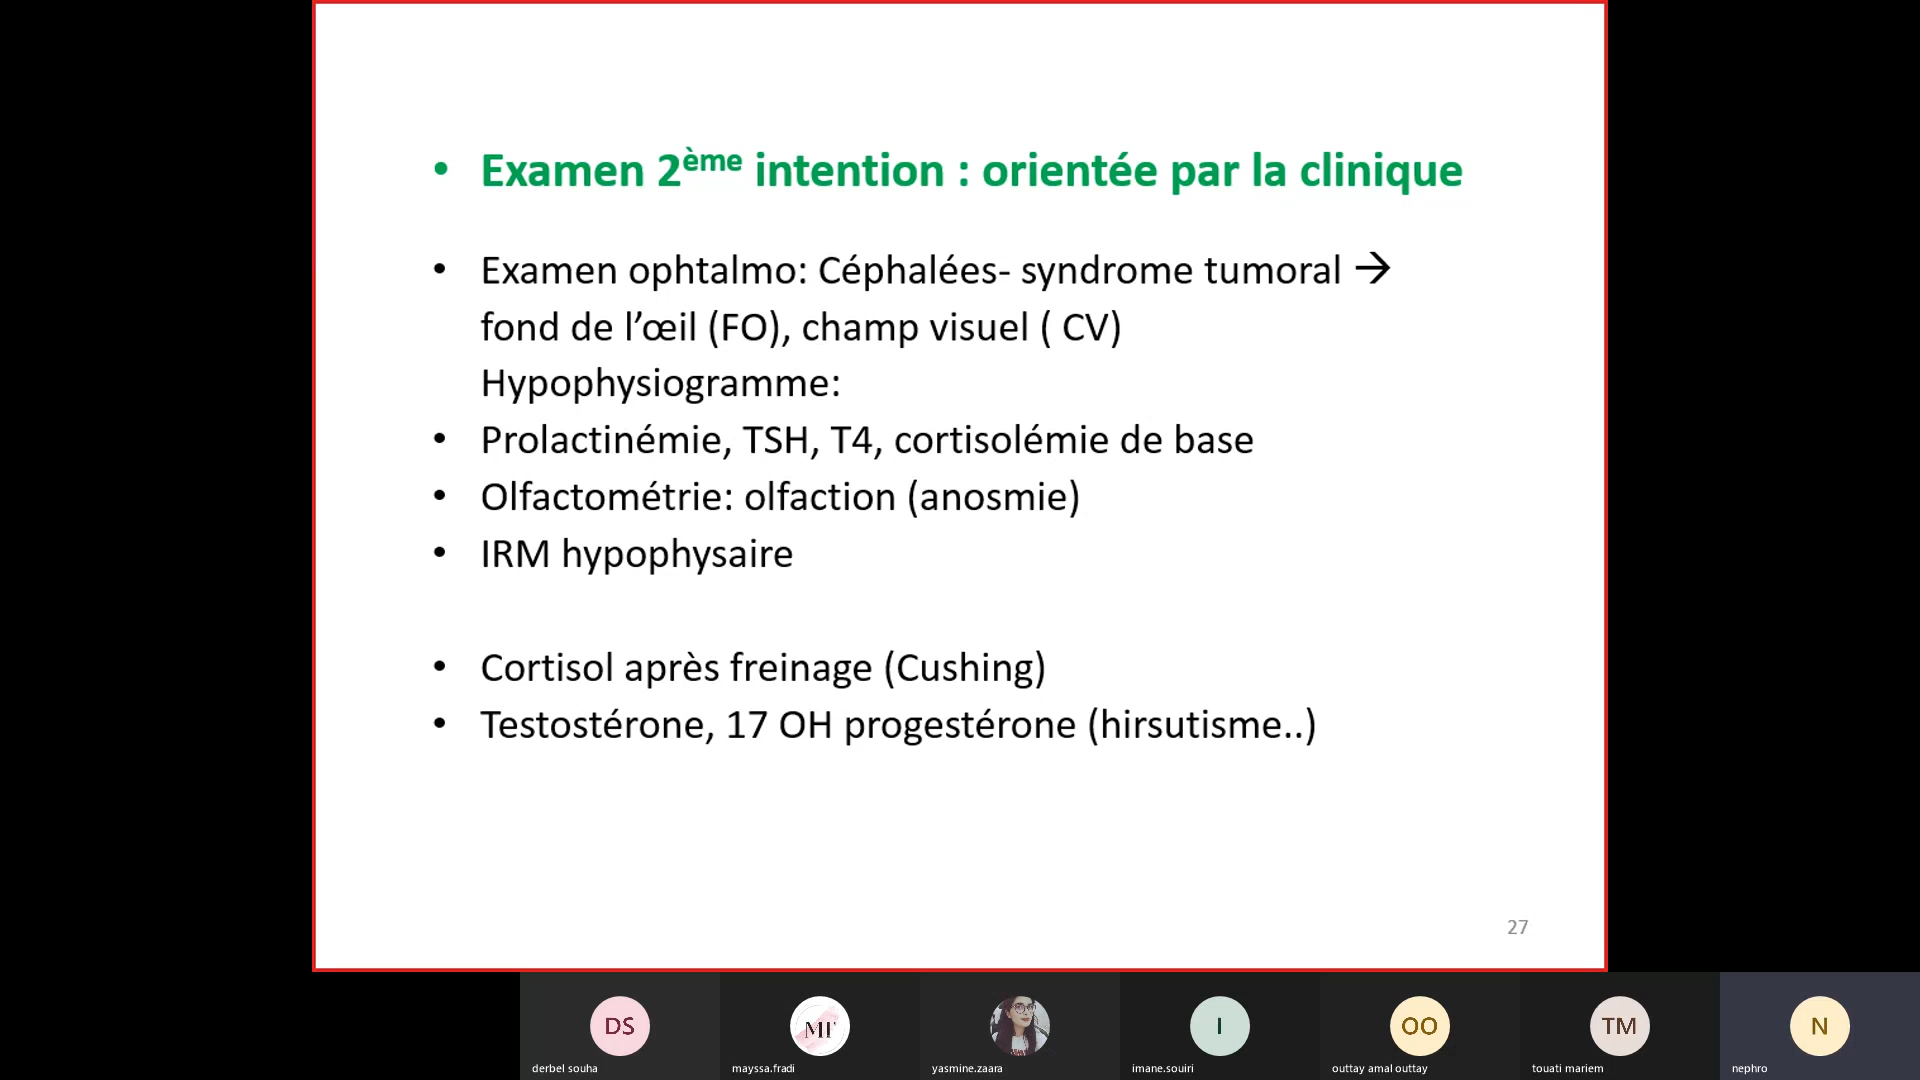 • Examen 2ème intention : orientée par la clinique
• Examen ophtalmo: Céphalées- syndrome tumoral →
fond de l’œil (FO), champ visuel ( CV)
Hypophysiogramme:
• Prolactinémie, TSH, T4, cortisolémie de base
• Olfactométrie: olfaction (anosmie)
• IRM hypophysaire
• Cortisol après freinage (Cushing)
• Testostérone, 17 OH progestérone (hirsutisme..)
27
DS
MF
I
OO
TM
N
derbel souha
mayssa.fradi
yasmine.zaara
imane.souiri
outtay amal outtay
touati mariem
nephro